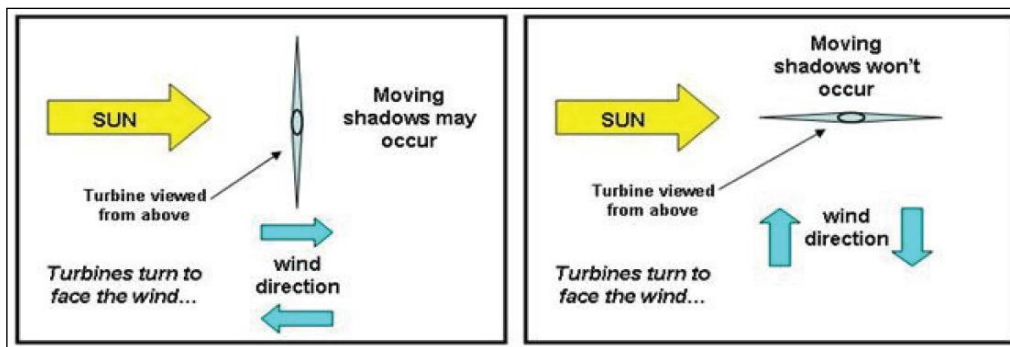 SUN
Moving
shadows may
occur
Turbine viewed
from above
wind
direction
Turbines turn to
face the wind...
Moving
shadows won't
occur
SUN
Turbine viewed
from above
wind
direction
Turbines turn to
face the wind...